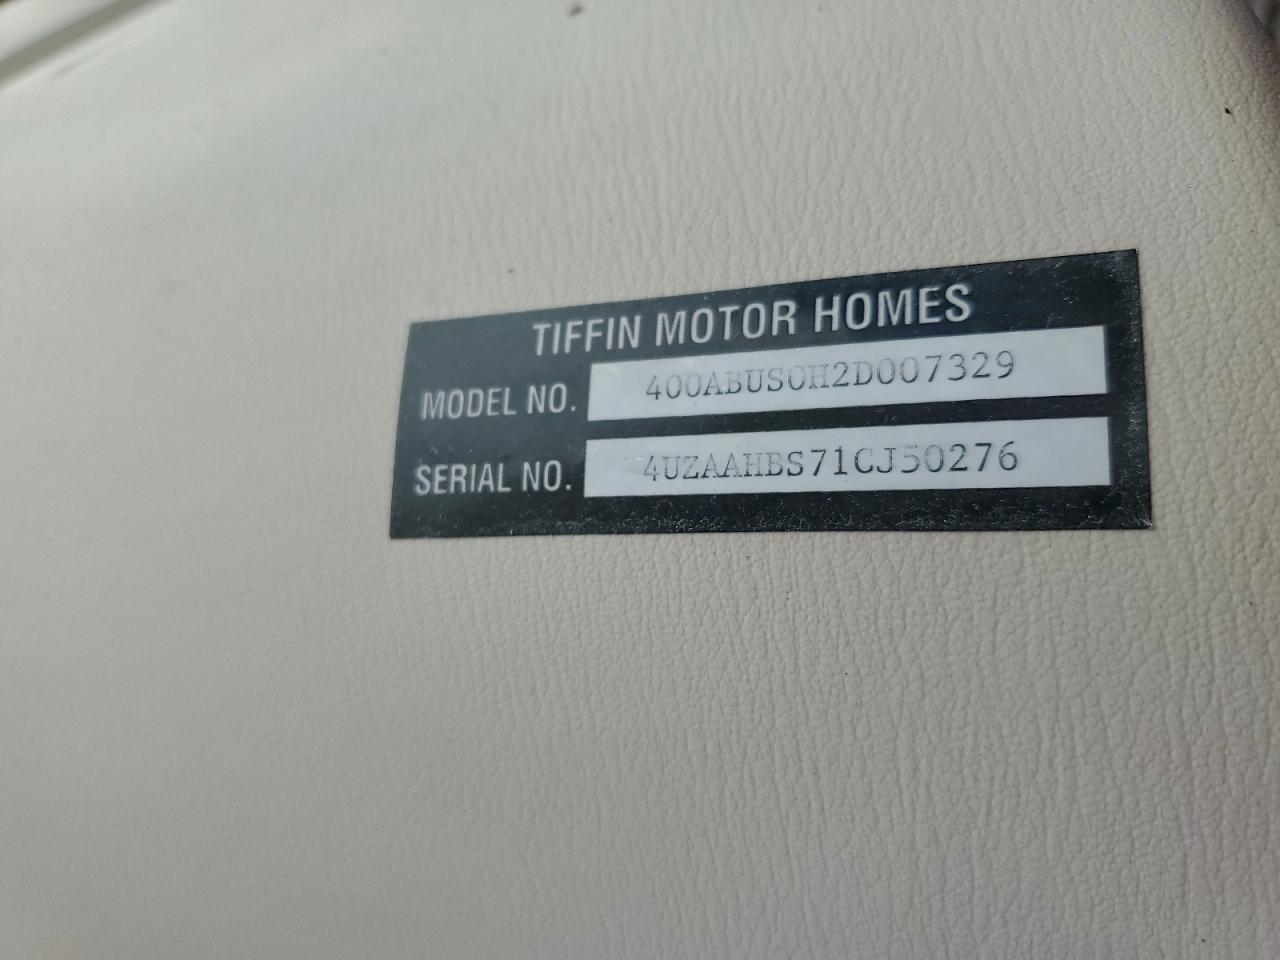 TIFFIN MOTOR HOMES
MODEL NO. 400ABUS0H2D007329
SERIAL NO. 4UZAAHBS71CJ50276